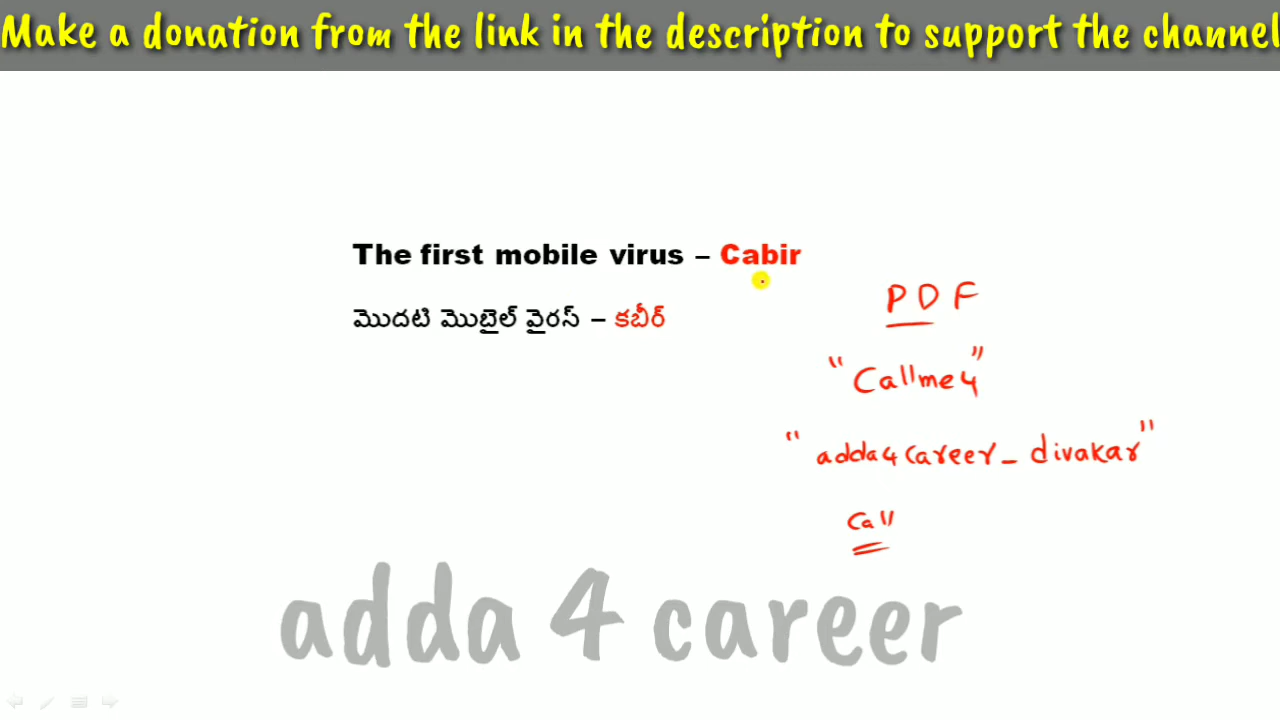 Make a donation from the link in the description to support the channel
The first mobile virus – Cabir
మొదటి మొబైల్ వైరస్ – కబీర్
PDF
"Callme4"
"adda4career_divakar"
Call
adda 4 career